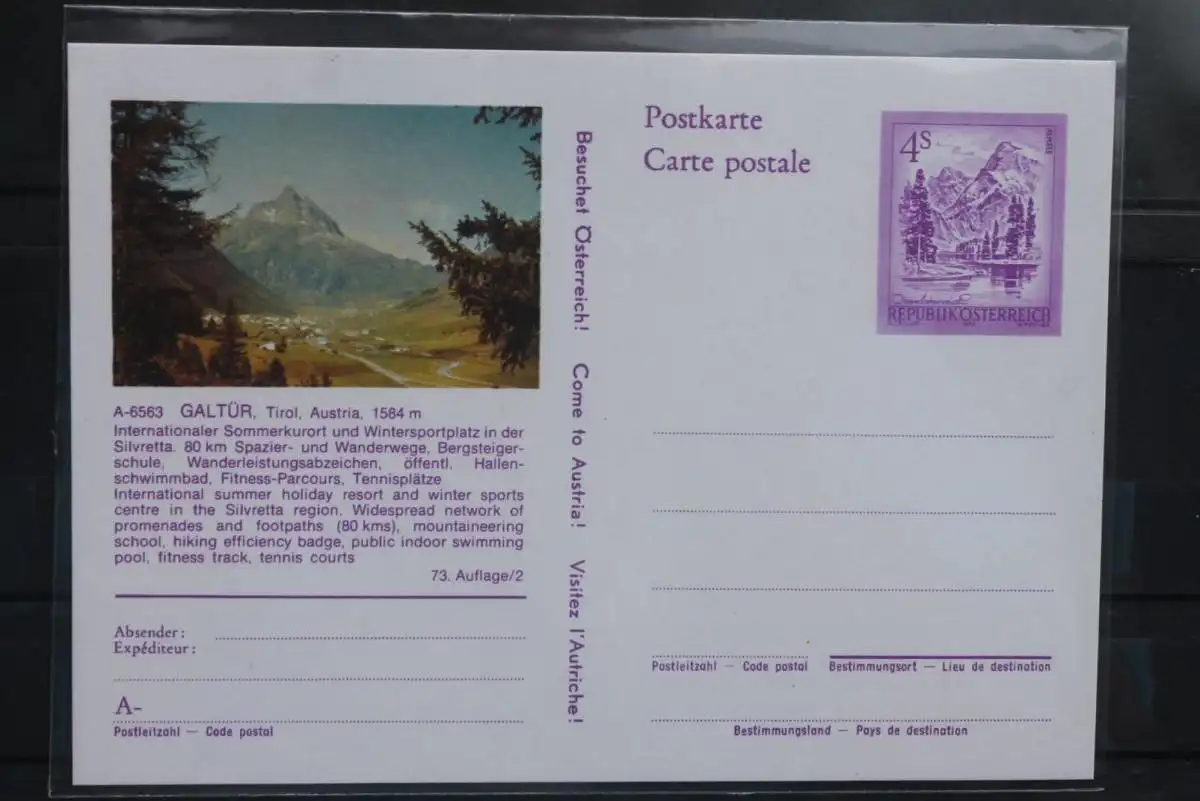 A-6563 GALTÜR, Tirol, Austria, 1584 m
Internationaler Sommerkurort und Wintersportplatz in der
Silvretta. 80 km Spazier- und Wanderwege, Bergsteiger-
schule, Wanderleistungsabzeichen, öffentl. Hallen-
schwimmbad, Fitness-Parcours, Tennisplätze
International summer holiday resort and winter sports
centre in the Silvretta region. Widespread network of
promenades and footpaths (80 kms), mountaineering
school, hiking efficiency badge, public indoor swimming
pool, fitness track, tennis courts
73. Auflage/2
Absender:
Expéditeur:
A-
Postleitzahl — Code postal
Besuchet Österreich! Come to Austria! Visitez l'Autriche!
Postkarte
Carte postale
4S
ALMSEE
REPUBLIK ÖSTERREICH
Postleitzahl — Code postal
Bestimmungsort — Lieu de destination
Bestimmungsland — Pays de destination